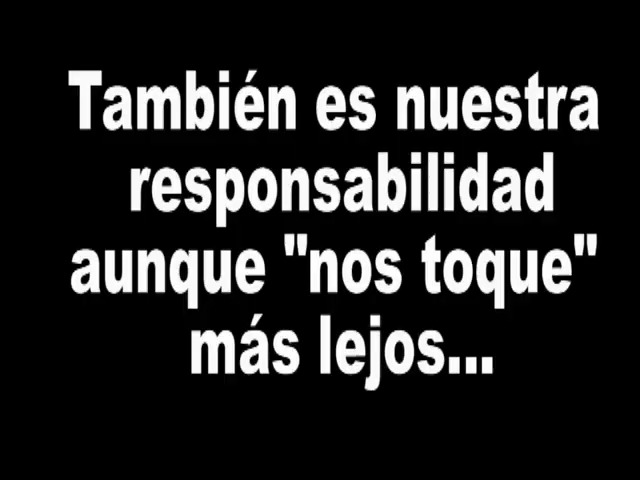 También es nuestra
responsabilidad
aunque "nos toque"
más lejos...